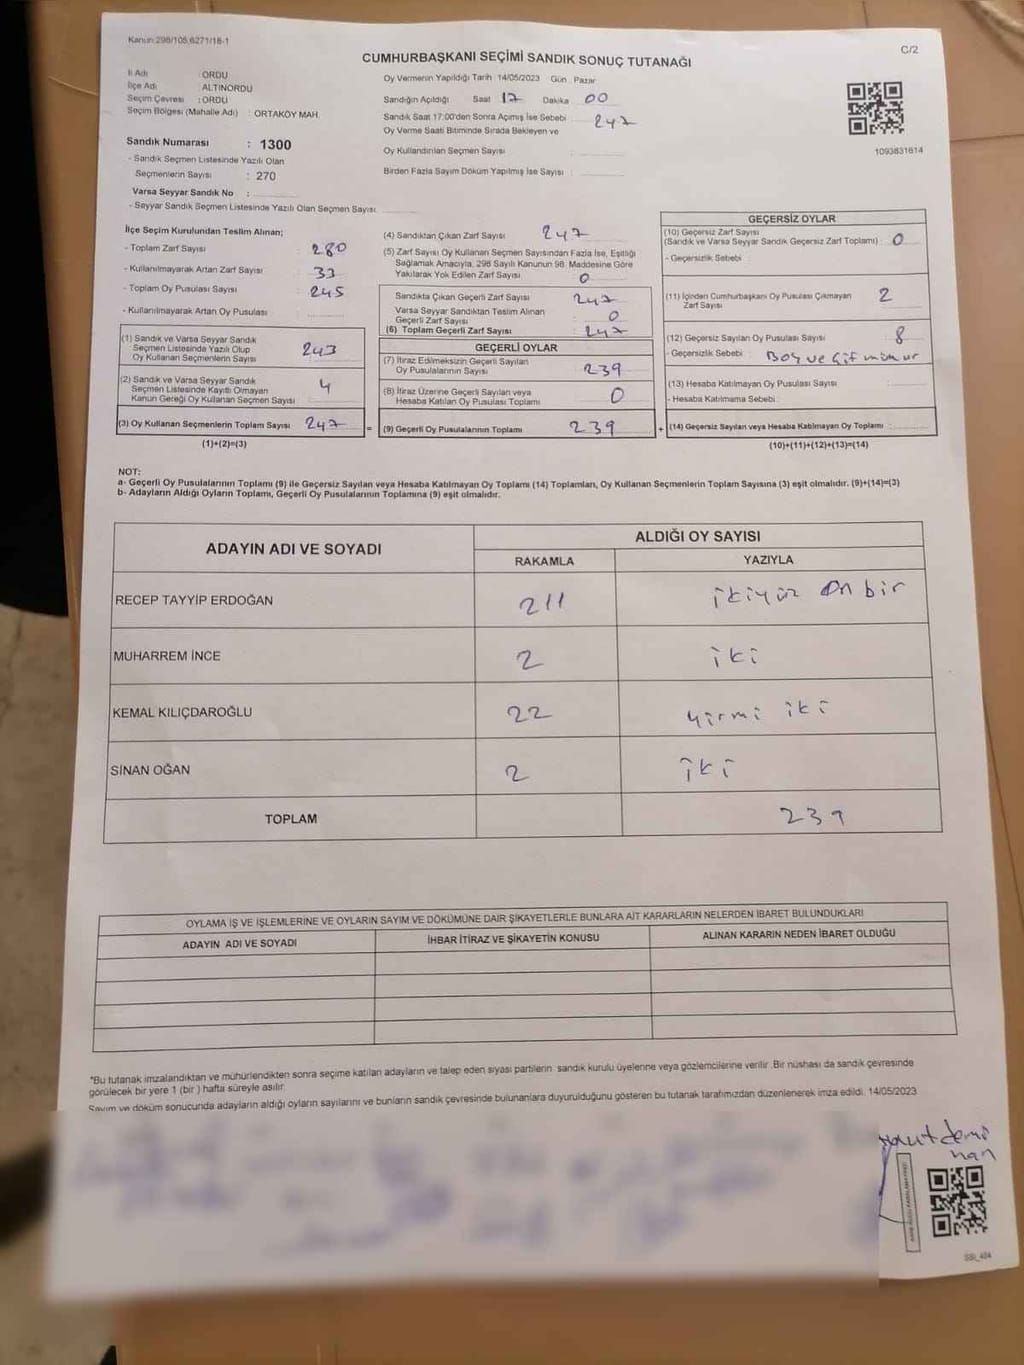 Kanun:298/105,6271/18-1
C/2
CUMHURBAŞKANI SEÇİMİ SANDIK SONUÇ TUTANAĞI
İl Adı : ORDU
İlçe Adı : ALTINORDU
Seçim Çevresi : ORDU
Seçim Bölgesi (Mahalle Adı) : ORTAKÖY MAH.
Oy Vermenin Yapıldığı Tarih 14/05/2023 Gün : Pazar
Sandığın Açıldığı Saat 17 Dakika 00
Sandık Saat 17:00'den Sonra Açımış İse Sebebi : 247
Oy Verme Saati Bitiminde Sırada Bekleyen ve
Oy Kullandırılan Seçmen Sayısı :
Birden Fazla Sayım Döküm Yapılmış İse Sayısı :
1093831614
Sandık Numarası : 1300
- Sandık Seçmen Listesinde Yazılı Olan
Seçmenlerin Sayısı : 270
Varsa Seyyar Sandık No :
- Seyyar Sandık Seçmen Listesinde Yazılı Olan Seçmen Sayısı:
İlçe Seçim Kurulundan Teslim Alınan;
- Toplam Zarf Sayısı : 280
- Kullanılmayarak Artan Zarf Sayısı : 33
- Toplam Oy Pusulası Sayısı : 245
- Kullanılmayarak Artan Oy Pusulası :
(1) Sandık ve Varsa Seyyar Sandık
Seçmen Listesinde Yazılı Olup
Oy Kullanan Seçmenlerin Sayısı 243
(2) Sandık ve Varsa Seyyar Sandık
Seçmen Listesinde Kayıtlı Olmayan
Kanun Gereği Oy Kullanan Seçmen Sayısı : 4
(3) Oy Kullanan Seçmenlerin Toplam Sayısı : 247
(1)+(2)=(3)
(4) Sandıktan Çıkan Zarf Sayısı : 247
(5) Zarf Sayısı Oy Kullanan Seçmen Sayısından Fazla İse, Eşitliği
Sağlamak Amacıyla, 298 Sayılı Kanunun 98. Maddesine Göre
Yakılarak Yok Edilen Zarf Sayısı : 0
Sandıkta Çıkan Geçerli Zarf Sayısı : 247
Varsa Seyyar Sandıktan Teslim Alınan
Geçerli Zarf Sayısı : 0
(6) Toplam Geçerli Zarf Sayısı : 247
GEÇERLİ OYLAR
(7) İtiraz Edilmeksizin Geçerli Sayılan
Oy Pusulalarının Sayısı : 239
(8) İtiraz Üzerine Geçerli Sayılan veya
Hesaba Katılan Oy Pusulası Toplamı : 0
= (9) Geçerli Oy Pusulalarının Toplamı : 239
GEÇERSİZ OYLAR
(10) Geçersiz Zarf Sayısı
(Sandık ve Varsa Seyyar Sandık Geçersiz Zarf Toplamı) : 0
- Geçersizlik Sebebi :
(11) İçinden Cumhurbaşkanı Oy Pusulası Çıkmayan
Zarf Sayısı : 2
(12) Geçersiz Sayılan Oy Pusulası Sayısı : 8
- Geçersizlik Sebebi : Boş ve Çift mühür
(13) Hesaba Katılmayan Oy Pusulası Sayısı :
- Hesaba Katılmama Sebebi :
+ (14) Geçersiz Sayılan veya Hesaba Katılmayan Oy Toplamı :
(10)+(11)+(12)+(13)=(14)
NOT:
a- Geçerli Oy Pusulalarının Toplamı (9) ile Geçersiz Sayılan veya Hesaba Katılmayan Oy Toplamı (14) Toplamları, Oy Kullanan Seçmenlerin Toplam Sayısına (3) eşit olmalıdır. (9)+(14)=(3)
b- Adayların Aldığı Oyların Toplamı, Geçerli Oy Pusulalarının Toplamına (9) eşit olmalıdır.
ADAYIN ADI VE SOYADI ALDIĞI OY SAYISI
RAKAMLA YAZIYLA
RECEP TAYYİP ERDOĞAN 211 ikiyüz on bir
MUHARREM İNCE 2 iki
KEMAL KILIÇDAROĞLU 22 yirmi iki
SİNAN OĞAN 2 iki
TOPLAM 239
OYLAMA İŞ VE İŞLEMLERİNE VE OYLARIN SAYIM VE DÖKÜMÜNE DAİR ŞİKAYETLERLE BUNLARA AİT KARARLARIN NELERDEN İBARET BULUNDUKLARI
ADAYIN ADI VE SOYADI İHBAR İTİRAZ VE ŞİKAYETİN KONUSU ALINAN KARARIN NEDEN İBARET OLDUĞU
*Bu tutanak imzalandıktan ve mühürlendikten sonra seçime katılan adayların ve talep eden siyasi partilerin sandık kurulu üyelerine veya gözlemcilerine verilir. Bir nüshası da sandık çevresinde
görülecek bir yere 1 (bir) hafta süreyle asılır.
Sayım ve döküm sonucunda adayların aldığı oyların sayılarını ve bunların sandık çevresinde bulunanlara duyurulduğunu gösteren bu tutanak tarafımızdan düzenlenerek imza edildi. 14/05/2023
SSI_404